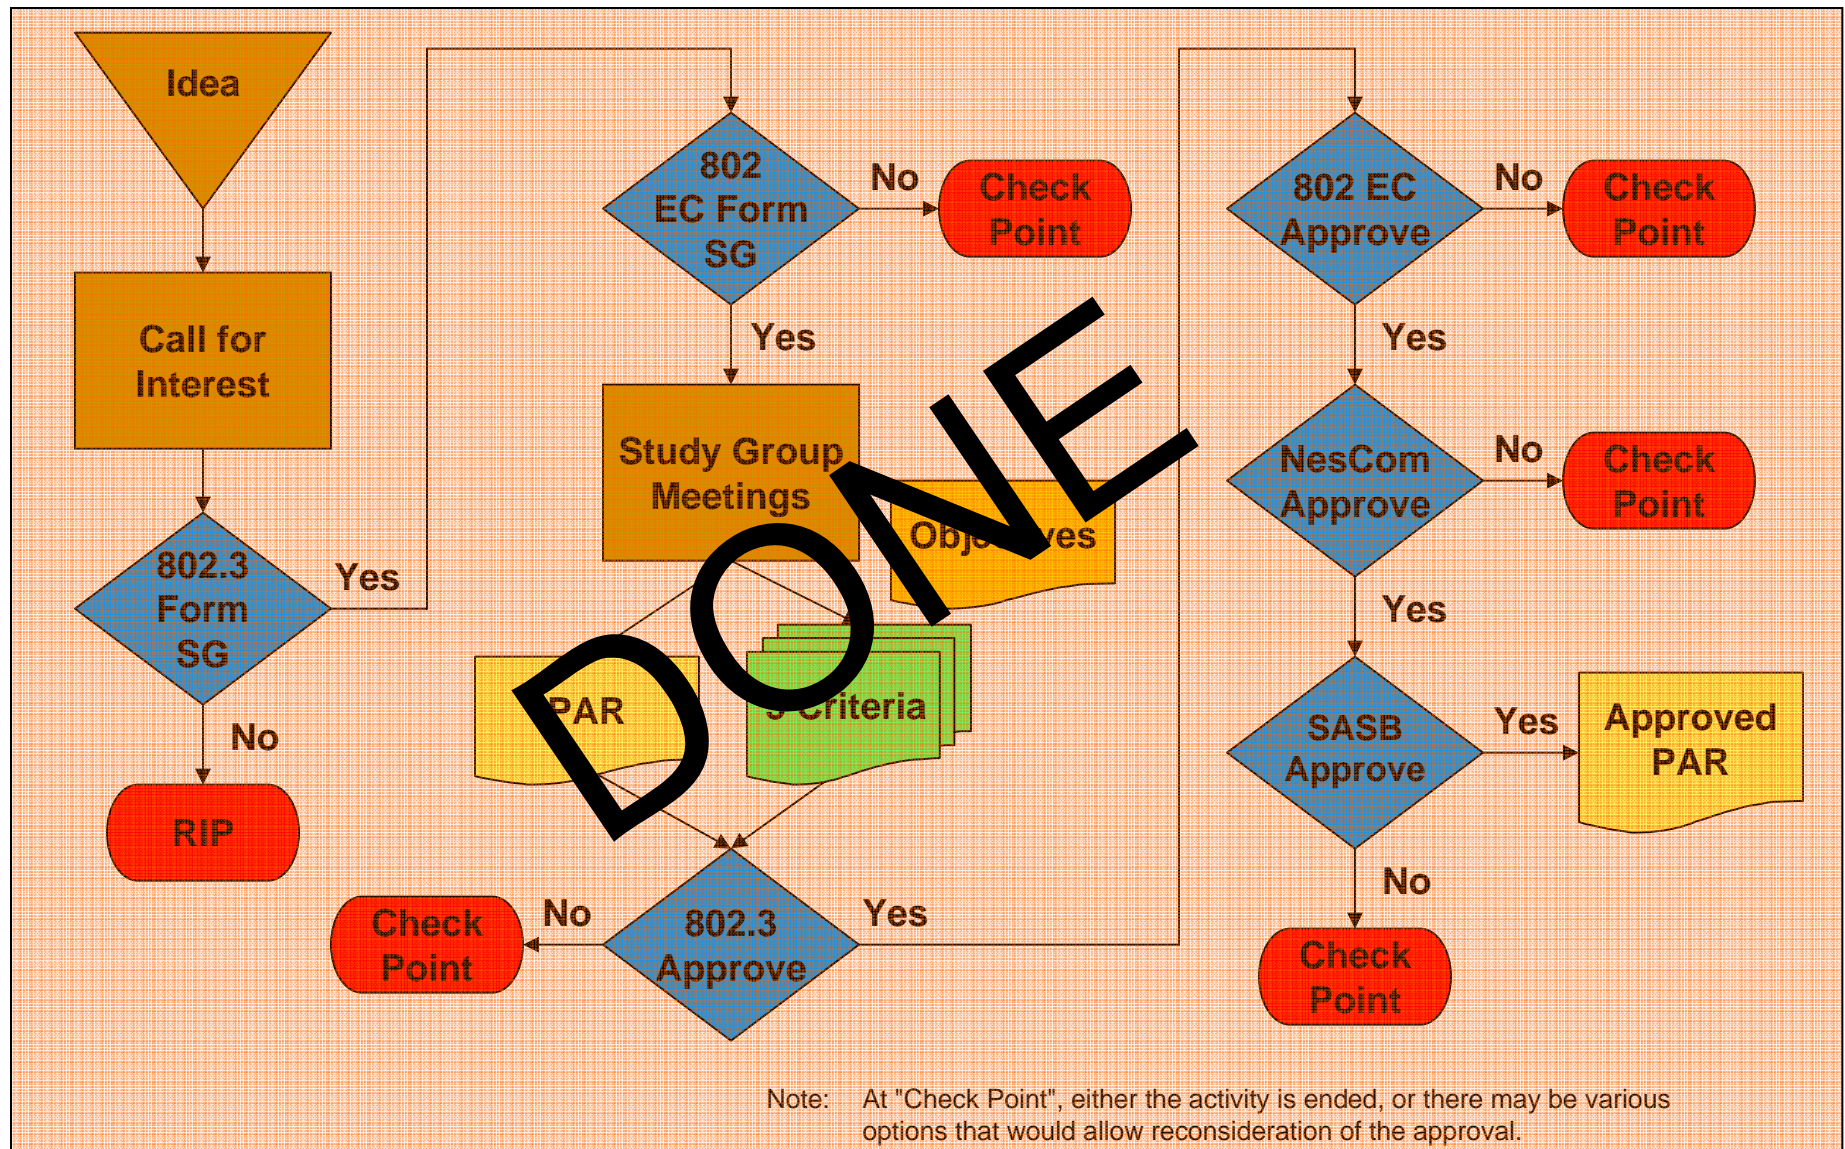 Idea
Call for
Interest
802.3
Form
SG
Yes
No
RIP
802
EC Form
SG
No
Check
Point
Yes
Study Group
Meetings
Objectives
PAR
Criteria
802.3
Approve
No
Check
Point
Yes
802 EC
Approve
No
Check
Point
Yes
NesCom
Approve
No
Check
Point
Yes
SASB
Approve
Yes
Approved
PAR
No
Check
Point
DONE
Note: At "Check Point", either the activity is ended, or there may be various
options that would allow reconsideration of the approval.